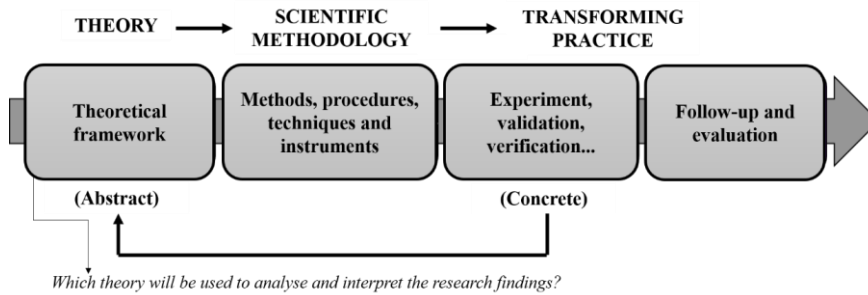 THEORY
SCIENTIFIC
METHODOLOGY
TRANSFORMING
PRACTICE
Theoretical
framework
Methods, procedures,
techniques and
instruments
Experiment,
validation,
verification...
Follow-up and
evaluation
(Abstract)
(Concrete)
Which theory will be used to analyse and interpret the research findings?